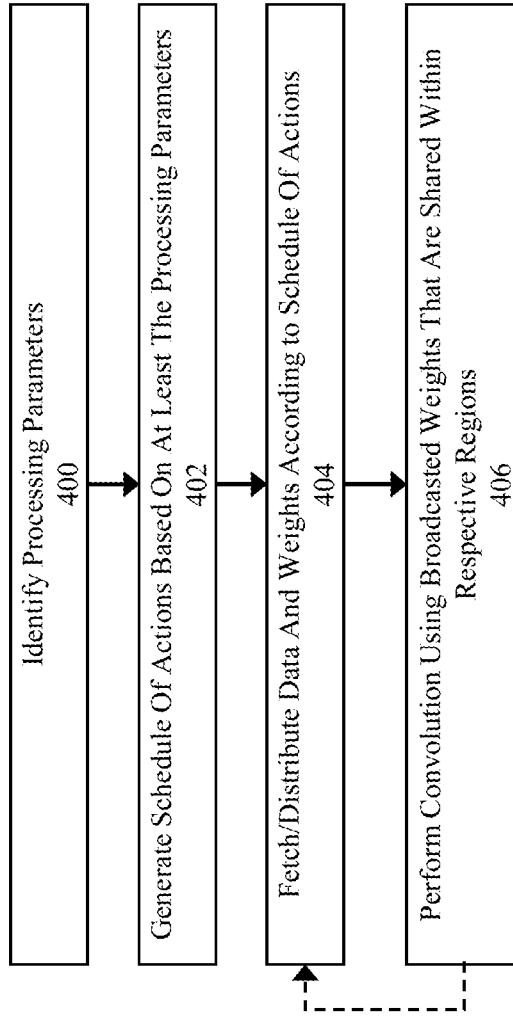 Identify Processing Parameters
400
Generate Schedule Of Actions Based On At Least The Processing Parameters
402
Fetch/Distribute Data And Weights According to Schedule Of Actions
404
Perform Convolution Using Broadcasted Weights That Are Shared Within
Respective Regions
406